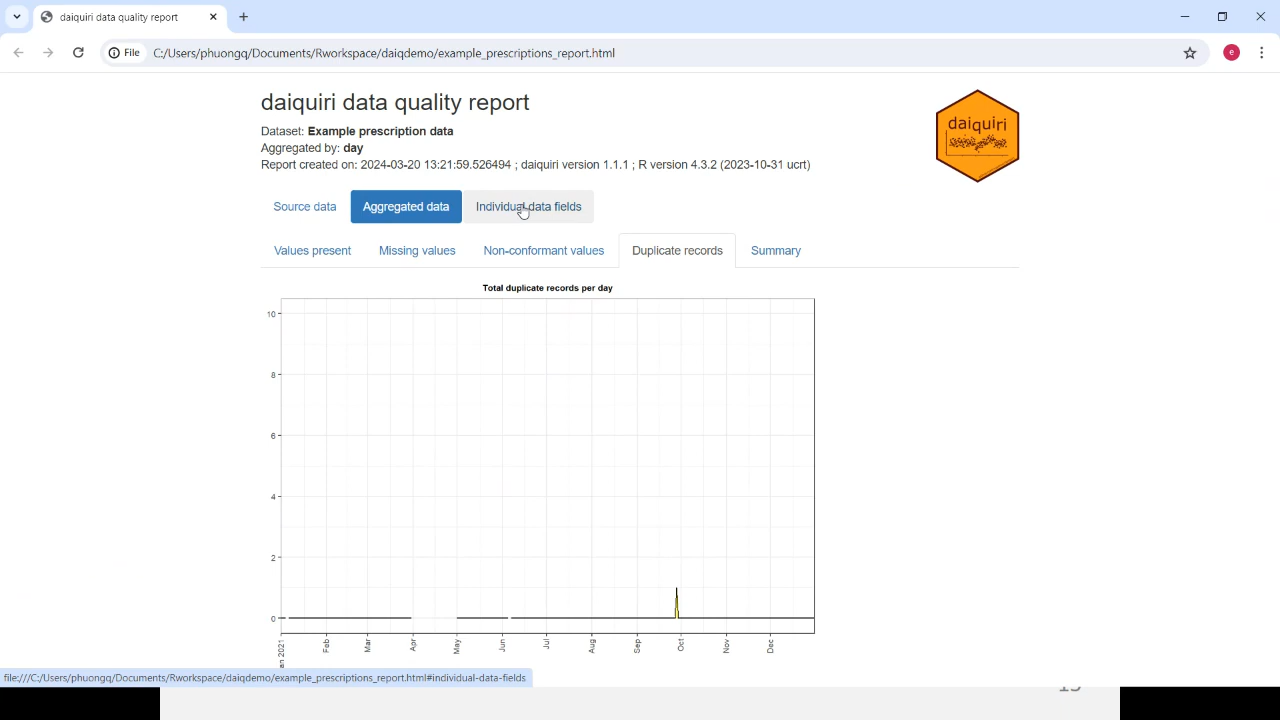 daiquiri data quality report
File
C:/Users/phuongq/Documents/Rworkspace/daiqdemo/example_prescriptions_report.html
e
daiquiri data quality report
daiquiri
Dataset: Example prescription data
Aggregated by: day
Report created on: 2024-03-20 13:21:59.526494 ; daiquiri version 1.1.1 ; R version 4.3.2 (2023-10-31 ucrt)
Source data
Aggregated data
Individual data fields
Values present
Missing values
Non-conformant values
Duplicate records
Summary
Total duplicate records per day
10
8
6
4
2
0
2021
Feb
Mar
Apr
May
Jun
Jul
Aug
Sep
Oct
Nov
Dec
file:///C:/Users/phuongq/Documents/Rworkspace/daiqdemo/example_prescriptions_report.html#individual-data-fields